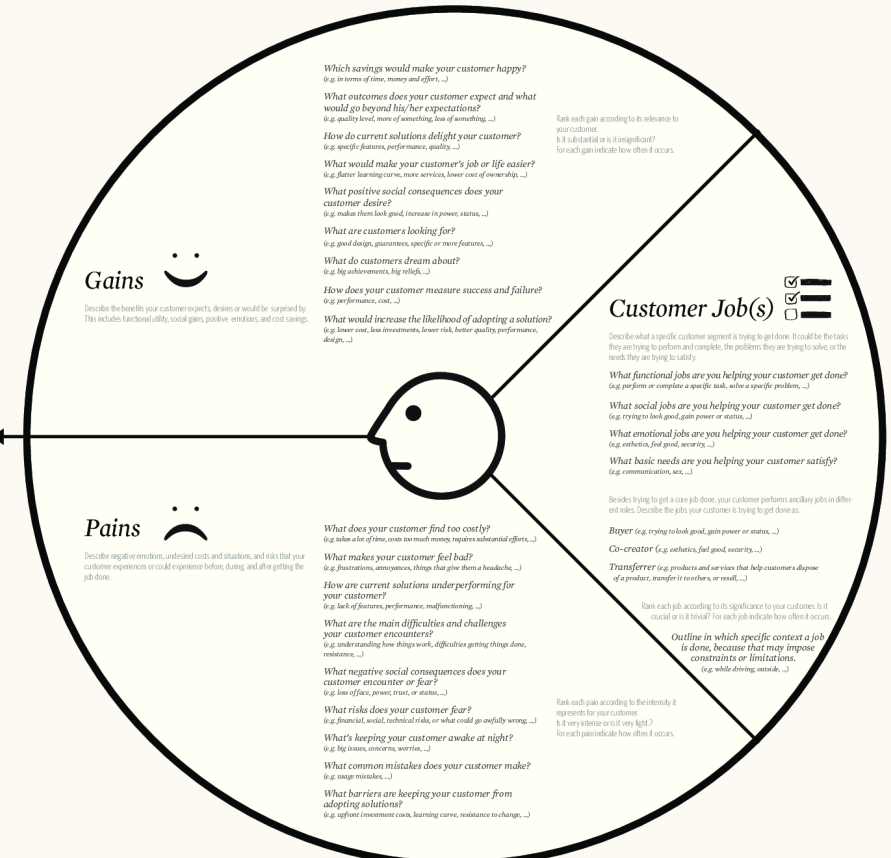 Which savings would make your customer happy?
(e.g. in terms of time, money and effort, ...)
What outcomes does your customer expect and what
would go beyond his/her expectations?
(e.g. quality level, more of something, less of something, ...)
How do current solutions delight your customer?
(e.g. specific features, performance, quality, ...)
What would make your customer's job or life easier?
(e.g. flatter learning curve, more services, lower cost of ownership, ...)
What positive social consequences does your
customer desire?
(e.g. makes them look good, increase in power, status, ...)
What are customers looking for?
(e.g. good design, guarantees, specific or more features, ...)
What do customers dream about?
(e.g. big achievements, big reliefs, ...)
How does your customer measure success and failure?
(e.g. performance, cost, ...)
What would increase the likelihood of adopting a solution?
(e.g. lower cost, less investments, lower risk, better quality, performance,
design, ...)
Rank each gain according to its relevance to
your customer.
Is it substantial or is it insignificant?
For each gain indicate how often it occurs.
Gains
Describe the benefits your customer expects, desires or would be surprised by.
This includes functional utility, social gains, positive emotions, and cost savings.
Customer Job(s)
Describe what a specific customer segment is trying to get done. It could be the tasks
they are trying to perform and complete, the problems they are trying to solve, or the
needs they are trying to satisfy.
What functional jobs are you helping your customer get done?
(e.g. perform or complete a specific task, solve a specific problem, ...)
What social jobs are you helping your customer get done?
(e.g. trying to look good, gain power or status, ...)
What emotional jobs are you helping your customer get done?
(e.g. esthetics, feel good, security, ...)
What basic needs are you helping your customer satisfy?
(e.g. communication, sex, ...)
Besides trying to get a core job done, your customer performs ancillary jobs in differ-
ent roles. Describe the jobs your customer is trying to get done as:
Buyer (e.g. trying to look good, gain power or status, ...)
Co-creator (e.g. esthetics, feel good, security, ...)
Transferrer (e.g. products and services that help customers dispose
of a product, transfer it to others, or resell, ...)
Rank each job according to its significance to your customer. Is it
crucial or is it trivial? For each job indicate how often it occurs.
Outline in which specific context a job
is done, because that may impose
constraints or limitations.
(e.g. while driving, outside, ...)
Pains
Describe negative emotions, undesired costs and situations, and risks that your
customer experiences or could experience before, during, and after getting the
job done.
What does your customer find too costly?
(e.g. takes a lot of time, costs too much money, requires substantial efforts, ...)
What makes your customer feel bad?
(e.g. frustrations, annoyances, things that give them a headache, ...)
How are current solutions underperforming for
your customer?
(e.g. lack of features, performance, malfunctioning, ...)
What are the main difficulties and challenges
your customer encounters?
(e.g. understanding how things work, difficulties getting things done,
resistance, ...)
What negative social consequences does your
customer encounter or fear?
(e.g. loss of face, power, trust, or status, ...)
What risks does your customer fear?
(e.g. financial, social, technical risks, or what could go awfully wrong, ...)
What's keeping your customer awake at night?
(e.g. big issues, concerns, worries, ...)
What common mistakes does your customer make?
(e.g. usage mistakes, ...)
What barriers are keeping your customer from
adopting solutions?
(e.g. upfront investment costs, learning curve, resistance to change, ...)
Rank each pain according to the intensity it
represents for your customer.
Is it very intense or is it very light.?
For each pain indicate how often it occurs.